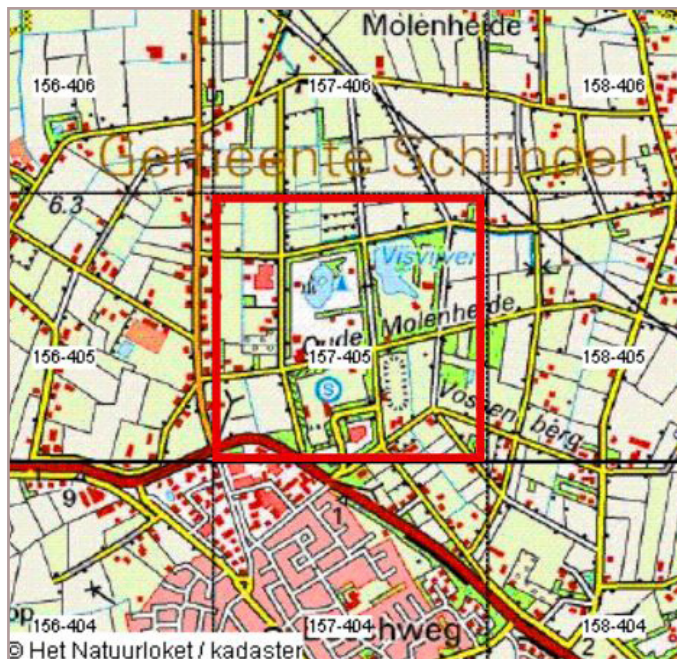 Molenheide
156-406 157-406 158-406
Gemeente Schijndel
6.3
Visvijver
Oude Molenheide
156-405 157-405 158-405
S
Vossenberg
9
1
156-404 157-404 158-404
2
© Het Natuurloket / kadaster